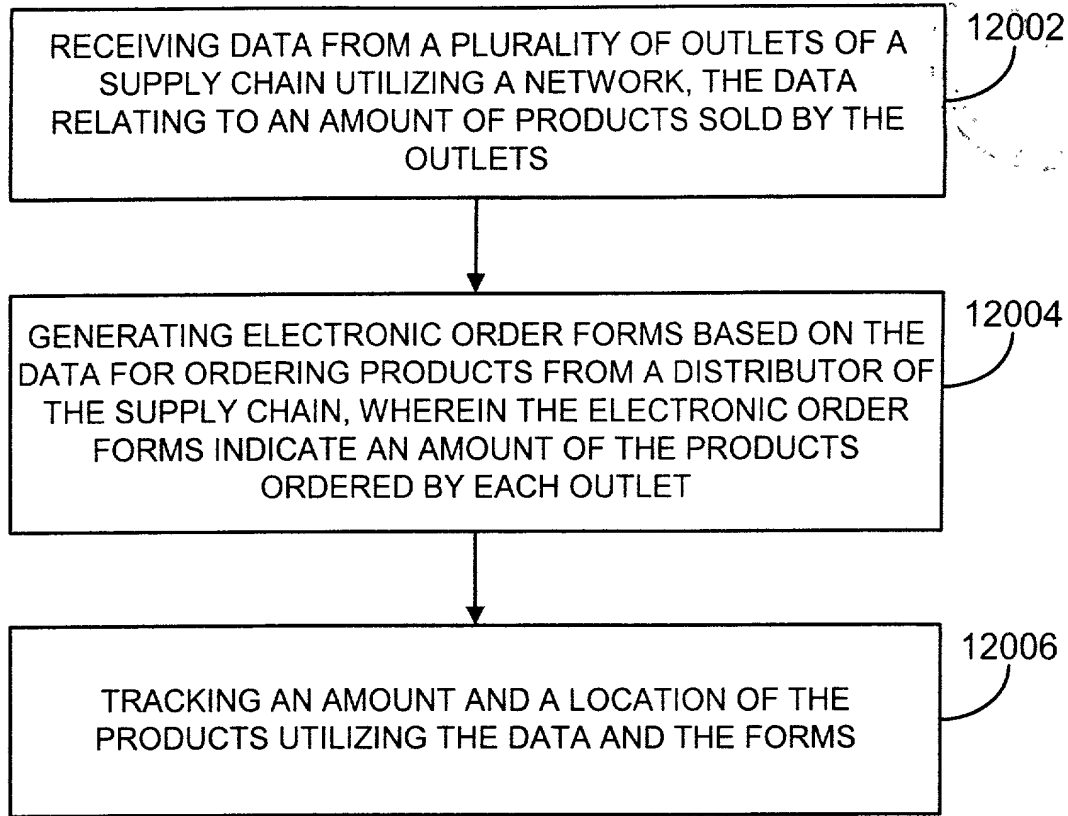 RECEIVING DATA FROM A PLURALITY OF OUTLETS OF A
SUPPLY CHAIN UTILIZING A NETWORK, THE DATA
RELATING TO AN AMOUNT OF PRODUCTS SOLD BY THE
OUTLETS
12002
GENERATING ELECTRONIC ORDER FORMS BASED ON THE
DATA FOR ORDERING PRODUCTS FROM A DISTRIBUTOR OF
THE SUPPLY CHAIN, WHEREIN THE ELECTRONIC ORDER
FORMS INDICATE AN AMOUNT OF THE PRODUCTS
ORDERED BY EACH OUTLET
12004
TRACKING AN AMOUNT AND A LOCATION OF THE
PRODUCTS UTILIZING THE DATA AND THE FORMS
12006